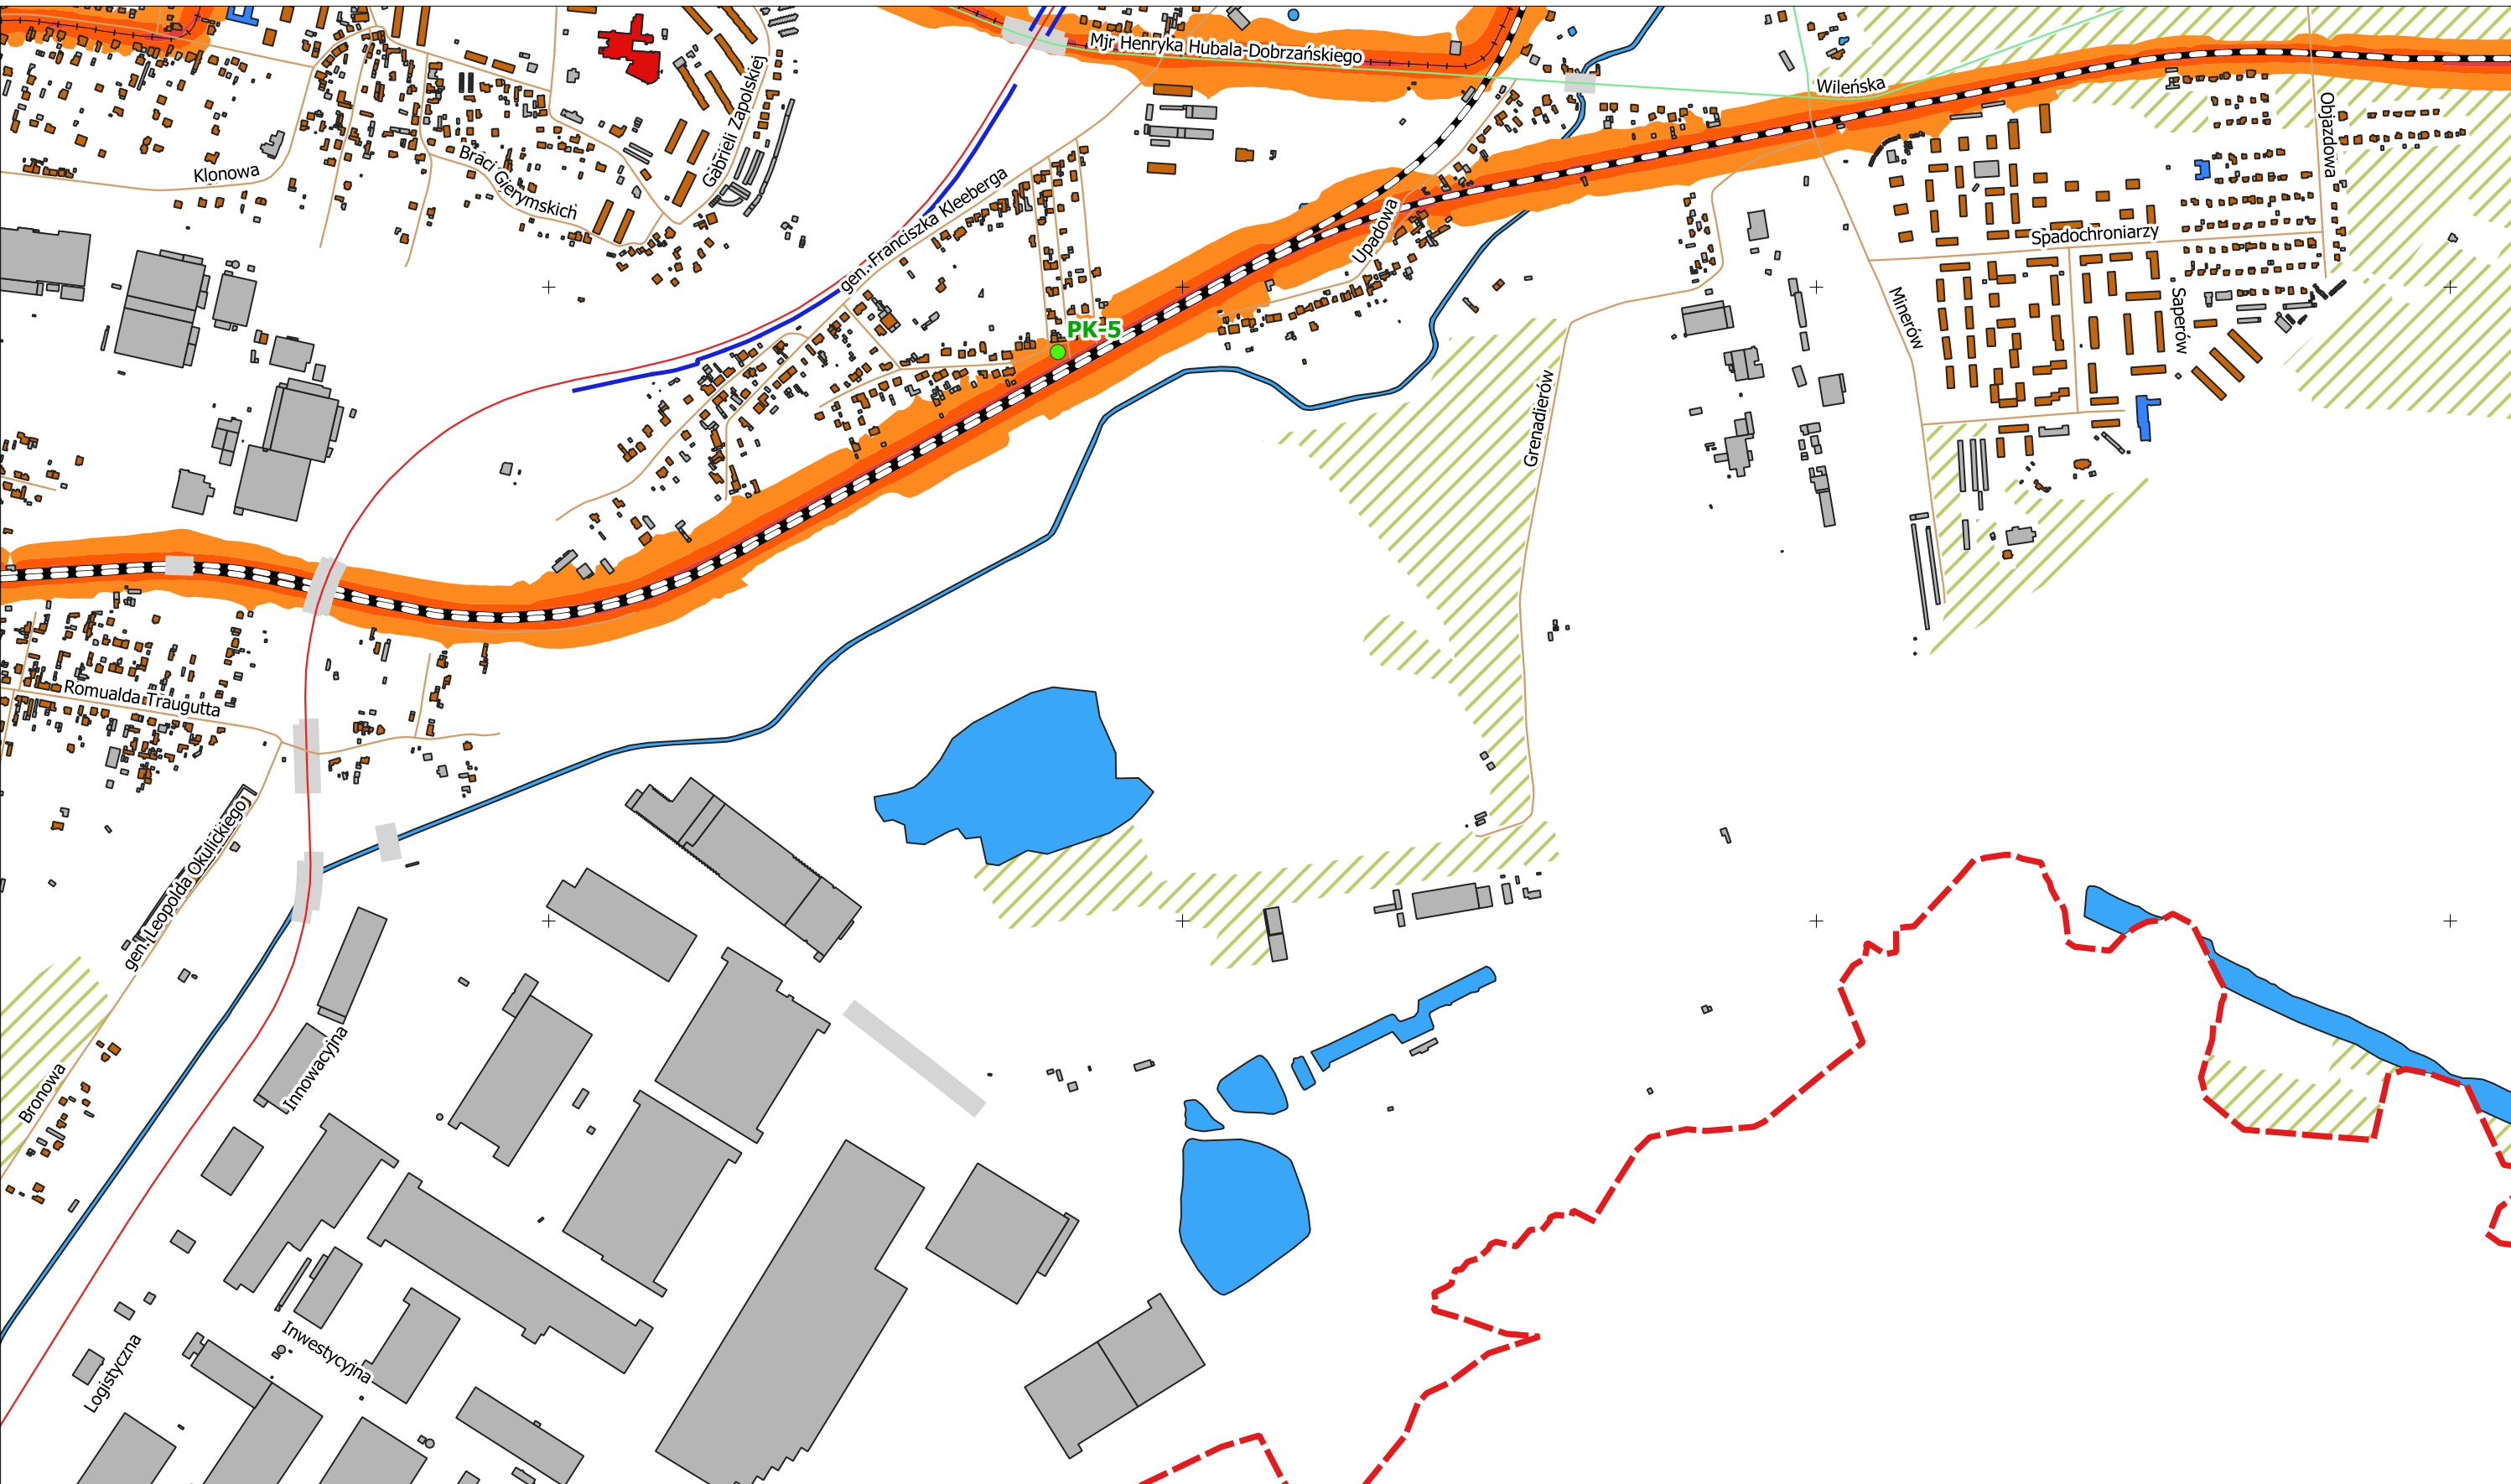 Mjr Henryka Hubala-Dobrzańskiego
Wileńska
Objazdowa
Gabrieli Zapolskiej
Klonowa
Braci Gierymskich
gen. Franciszka Kleeberga
Upadowa
Spadochroniarzy
Minerów
Saperów
PK-5
Grenadierów
Romualda Traugutta
gen. Leopolda Okulickiego
Innowacyjna
Bronowa
Inwestycyjna
Logistyczna